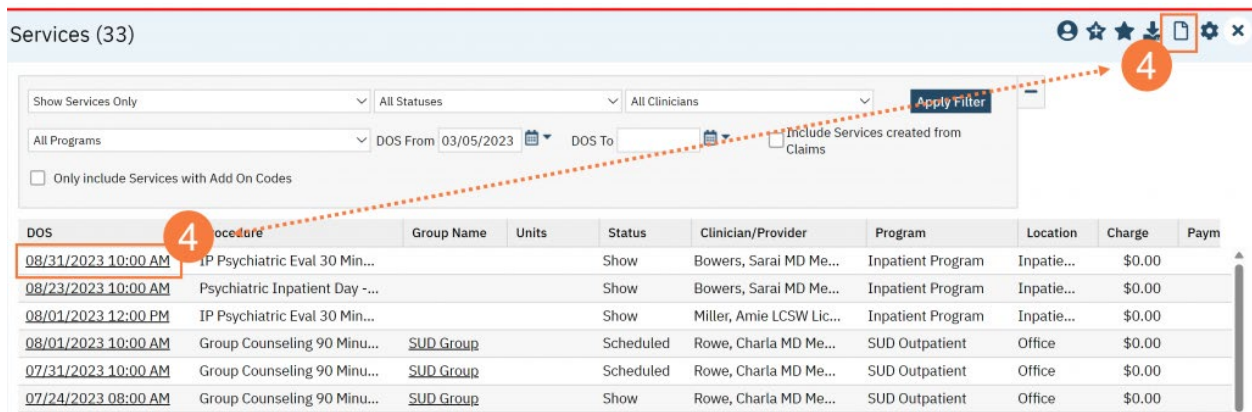 Services (33)
4
Show Services Only All Statuses All Clinicians Apply Filter
All Programs DOS From 03/05/2023 DOS To Include Services created from
Claims
Only include Services with Add On Codes
4
DOS Procedure Group Name Units Status Clinician/Provider Program Location Charge Paym
08/31/2023 10:00 AM IP Psychiatric Eval 30 Min... Show Bowers, Sarai MD Me... Inpatient Program Inpatie... $0.00
08/23/2023 10:00 AM Psychiatric Inpatient Day -... Show Bowers, Sarai MD Me... Inpatient Program Inpatie... $0.00
08/01/2023 12:00 PM IP Psychiatric Eval 30 Min... Show Miller, Amie LCSW Lic... Inpatient Program Inpatie... $0.00
08/01/2023 10:00 AM Group Counseling 90 Minu... SUD Group Scheduled Rowe, Charla MD Me... SUD Outpatient Office $0.00
07/31/2023 10:00 AM Group Counseling 90 Minu... SUD Group Scheduled Rowe, Charla MD Me... SUD Outpatient Office $0.00
07/24/2023 08:00 AM Group Counseling 90 Minu... SUD Group Show Rowe, Charla MD Me... SUD Outpatient Office $0.00